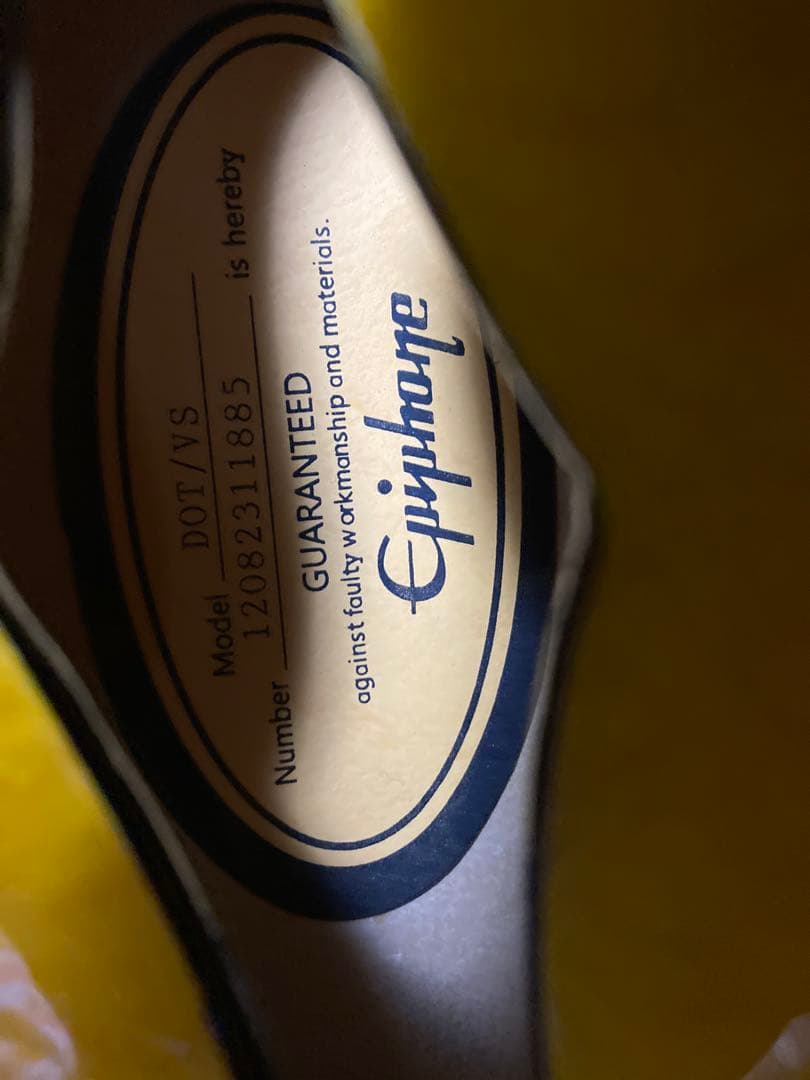 Model DOT/VS
Number 12082311885 is hereby
GUARANTEED
against faulty workmanship and materials.
Epiphone